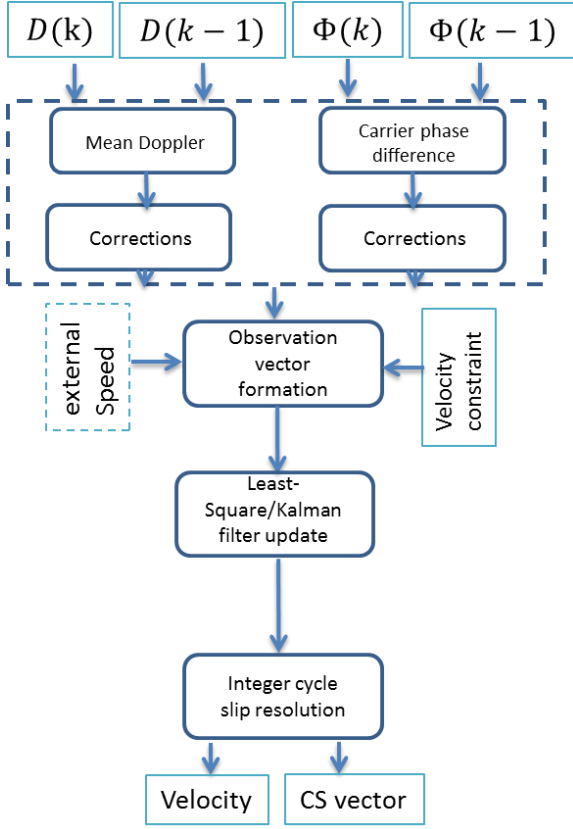 D(k)
D(k − 1)
Φ(k)
Φ(k − 1)
Mean Doppler
Carrier phase
difference
Corrections
Corrections
external
Speed
Observation
vector
formation
Velocity
constraint
Least-
Square/Kalman
filter update
Integer cycle
slip resolution
Velocity
CS vector